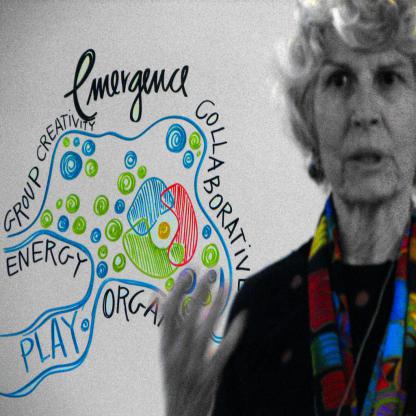 Emergence
GROUP CREATIVITY
COLLABORATIVE
ENERGY
ORGA
PLAY